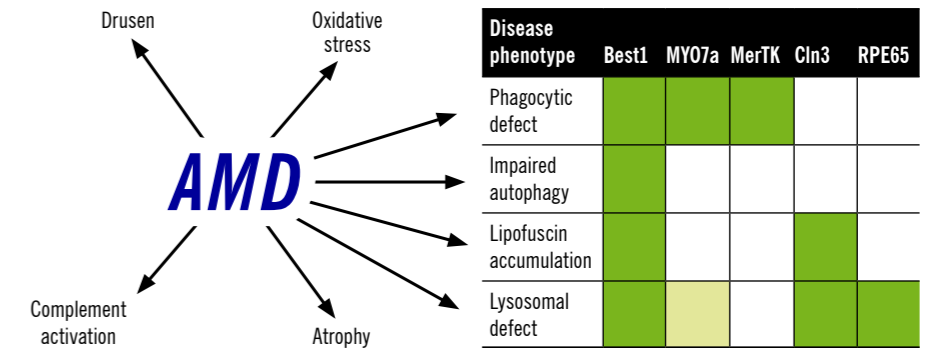 Drusen
Oxidative
stress
AMD
Complement
activation
Atrophy
Disease
phenotype Best1 MYO7a MerTK Cln3 RPE65
Phagocytic
defect
Impaired
autophagy
Lipofuscin
accumulation
Lysosomal
defect